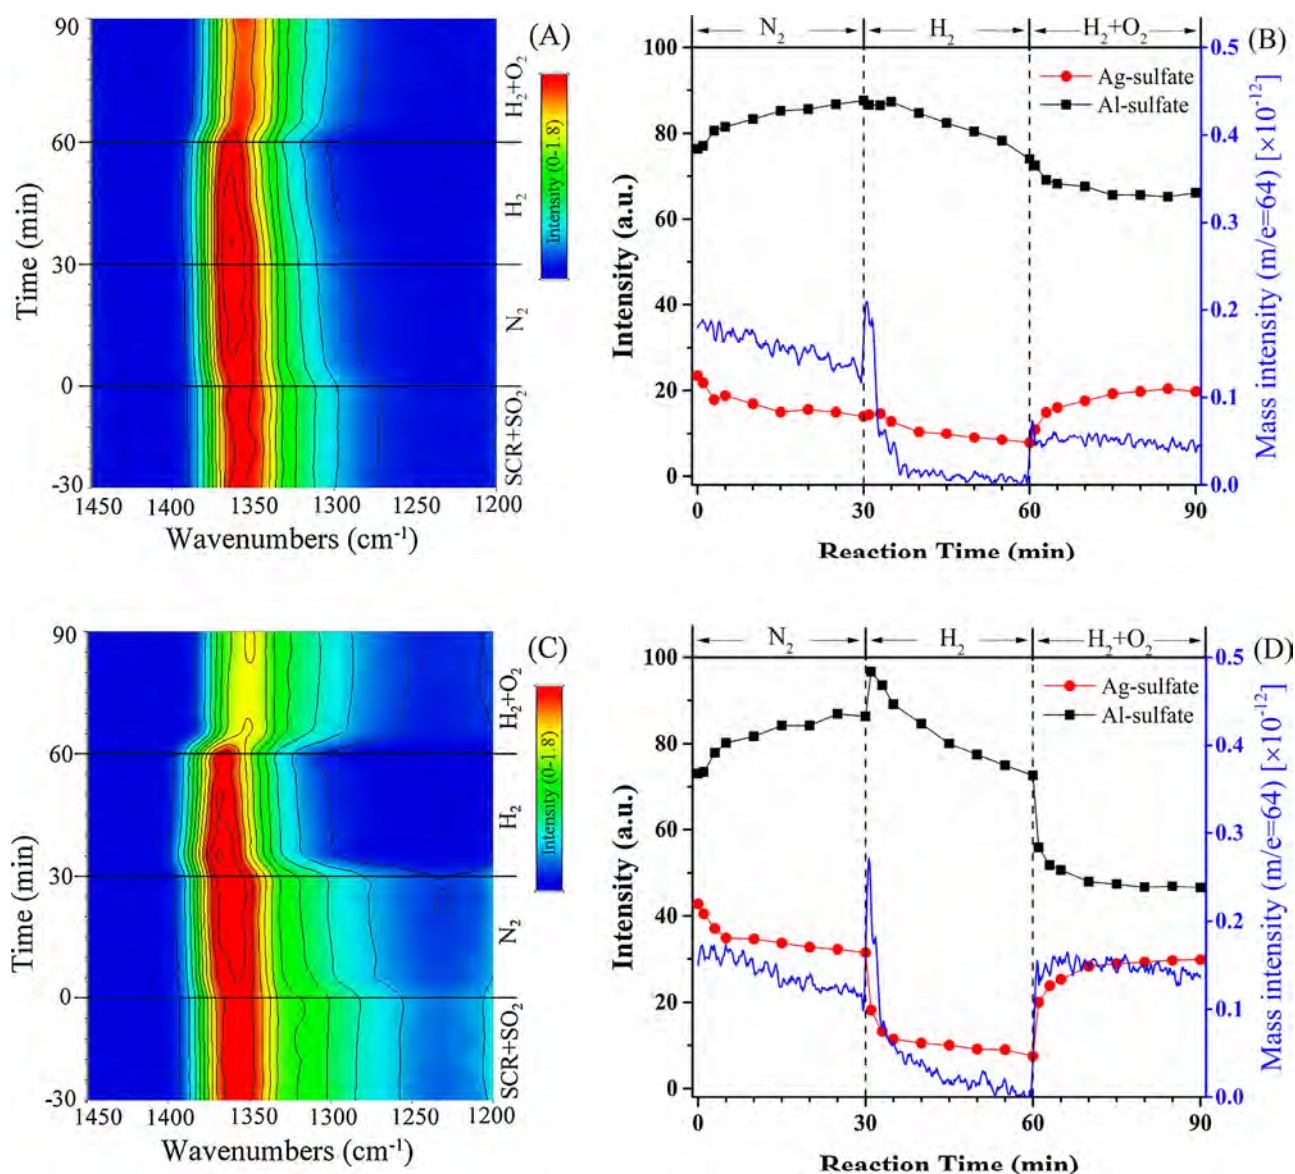 (A)
90
60
30
0
-30
Time (min)
1450 1400 1350 1300 1250 1200
Wavenumbers (cm⁻¹)
SCR+SO₂
N₂
H₂
H₂+O₂
Intensity (0-1.8)
(B)
N₂ H₂ H₂+O₂
Ag-sulfate
Al-sulfate
100
80
60
40
20
0
Intensity (a.u.)
0 30 60 90
Reaction Time (min)
0.5
0.4
0.3
0.2
0.1
0.0
Mass intensity (m/e=64) [×10⁻¹²]
(C)
90
60
30
0
-30
Time (min)
1450 1400 1350 1300 1250 1200
Wavenumbers (cm⁻¹)
SCR+SO₂
N₂
H₂
H₂+O₂
Intensity (0-1.8)
(D)
N₂ H₂ H₂+O₂
Ag-sulfate
Al-sulfate
100
80
60
40
20
0
Intensity (a.u.)
0 30 60 90
Reaction Time (min)
0.5
0.4
0.3
0.2
0.1
0.0
Mass intensity (m/e=64) [×10⁻¹²]